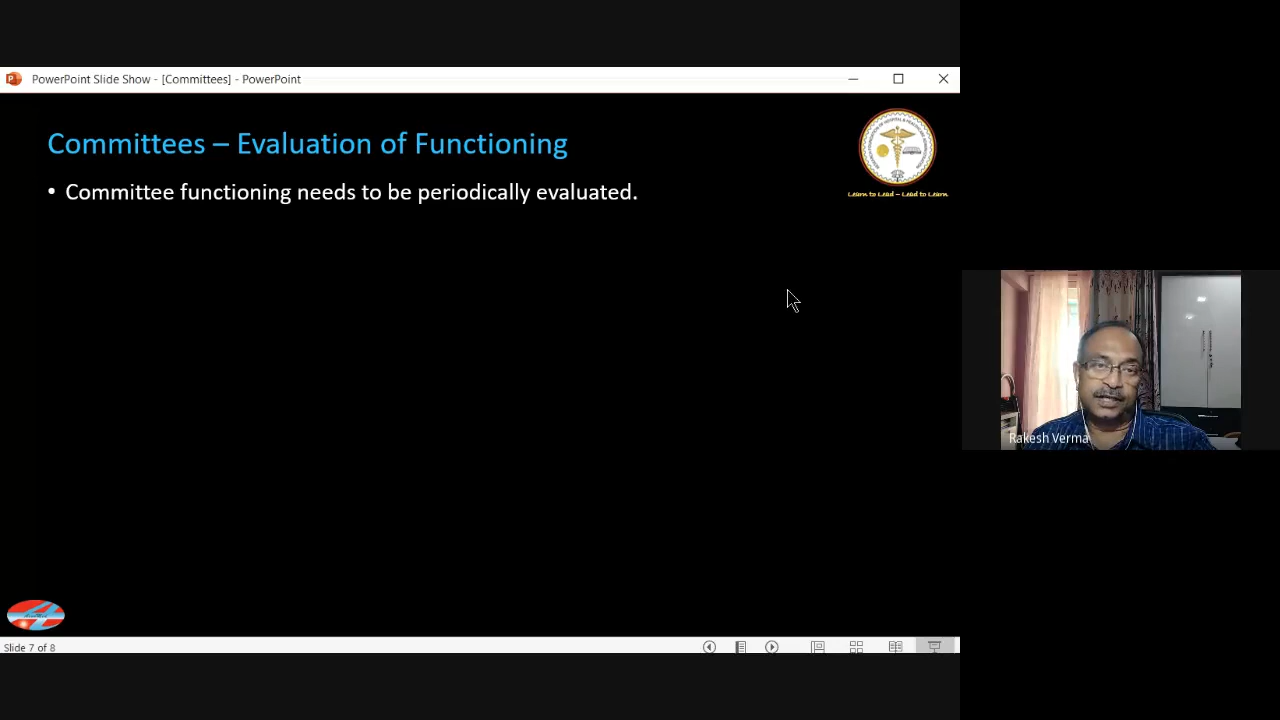 PowerPoint Slide Show - [Committees] - PowerPoint
Committees – Evaluation of Functioning
• Committee functioning needs to be periodically evaluated.
Learn to Lead – Lead to Learn
Rakesh Verma
Slide 7 of 8